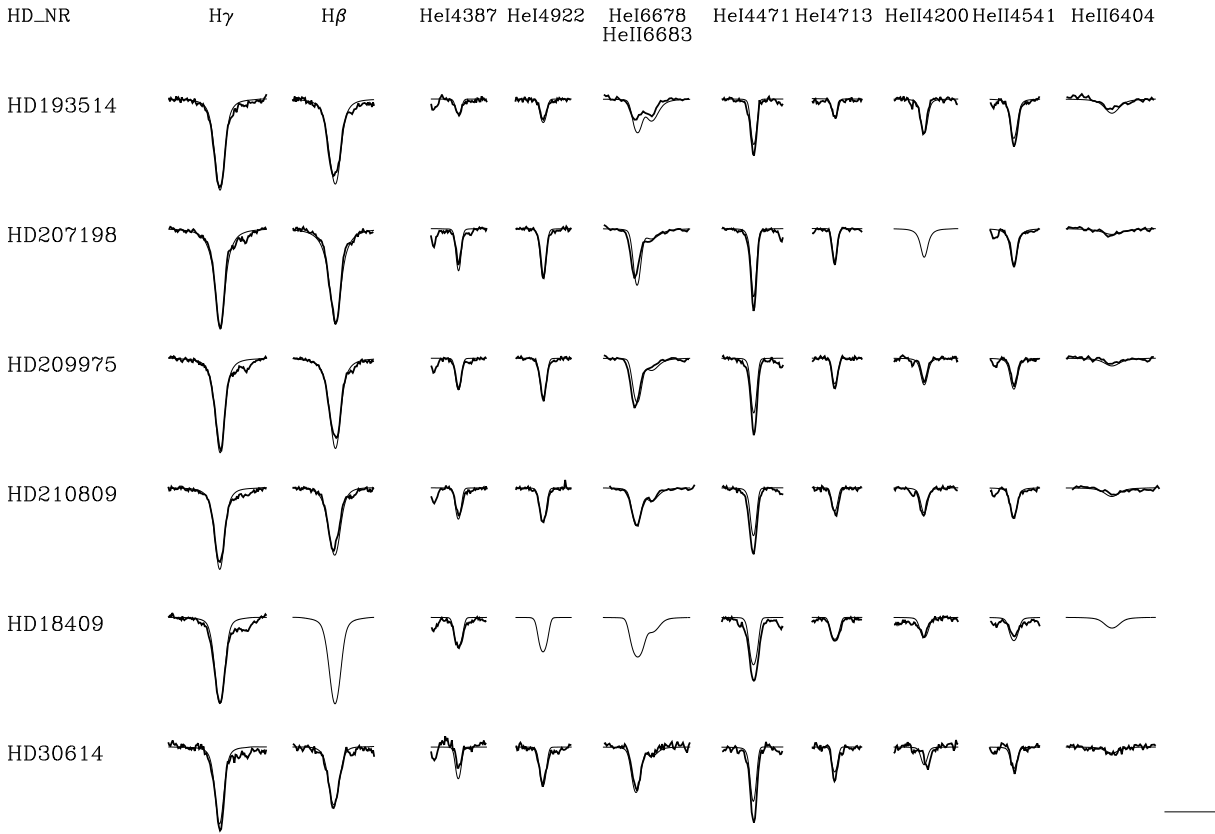 HD_NR Hγ Hβ HeI4387 HeI4922 HeI6678 HeI4471 HeI4713 HeII4200 HeII4541 HeII6404
HeII6683
HD193514
HD207198
HD209975
HD210809
HD18409
HD30614